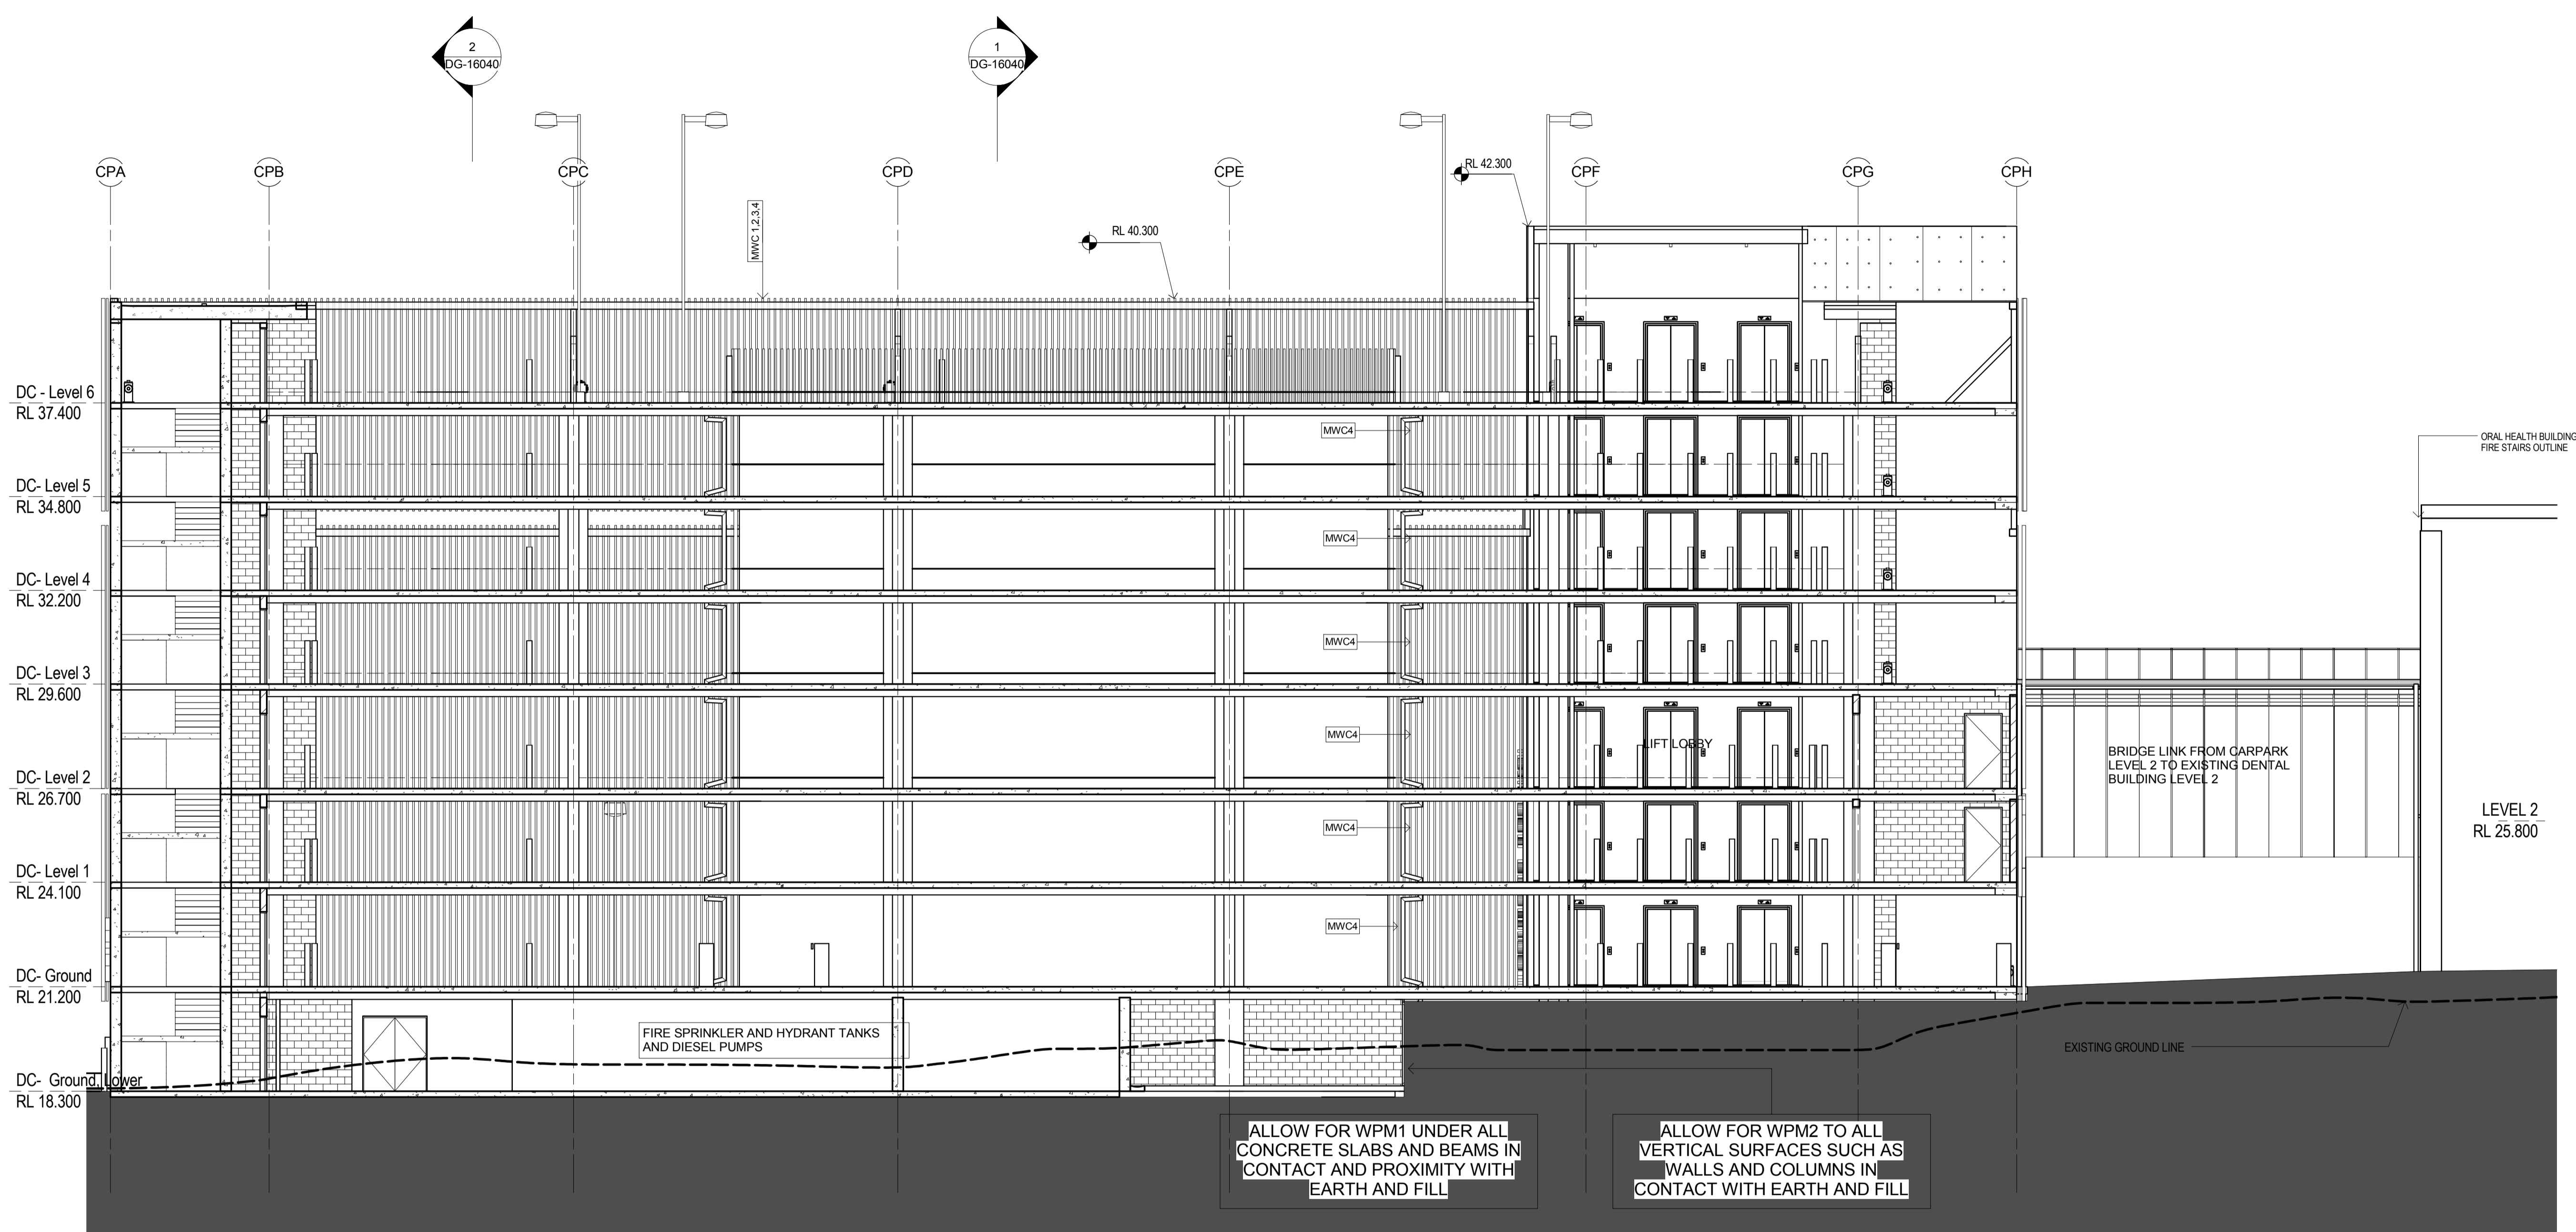 2
DG-16040
1
DG-16040
CPA
CPB
CPC
CPD
CPE
RL 42.300
CPF
CPG
CPH
MWC 1,2,3,4
RL 40.300
DC - Level 6
RL 37.400
MWC4
ORAL HEALTH BUILDING
FIRE STAIRS OUTLINE
DC- Level 5
RL 34.800
MWC4
DC- Level 4
RL 32.200
MWC4
DC- Level 3
RL 29.600
MWC4
LIFT LOBBY
BRIDGE LINK FROM CARPARK
LEVEL 2 TO EXISTING DENTAL
BUILDING LEVEL 2
DC- Level 2
RL 26.700
MWC4
LEVEL 2
RL 25.800
DC- Level 1
RL 24.100
MWC4
DC- Ground
RL 21.200
FIRE SPRINKLER AND HYDRANT TANKS
AND DIESEL PUMPS
EXISTING GROUND LINE
DC- Ground, Lower
RL 18.300
ALLOW FOR WPM1 UNDER ALL
CONCRETE SLABS AND BEAMS IN
CONTACT AND PROXIMITY WITH
EARTH AND FILL
ALLOW FOR WPM2 TO ALL
VERTICAL SURFACES SUCH AS
WALLS AND COLUMNS IN
CONTACT WITH EARTH AND FILL